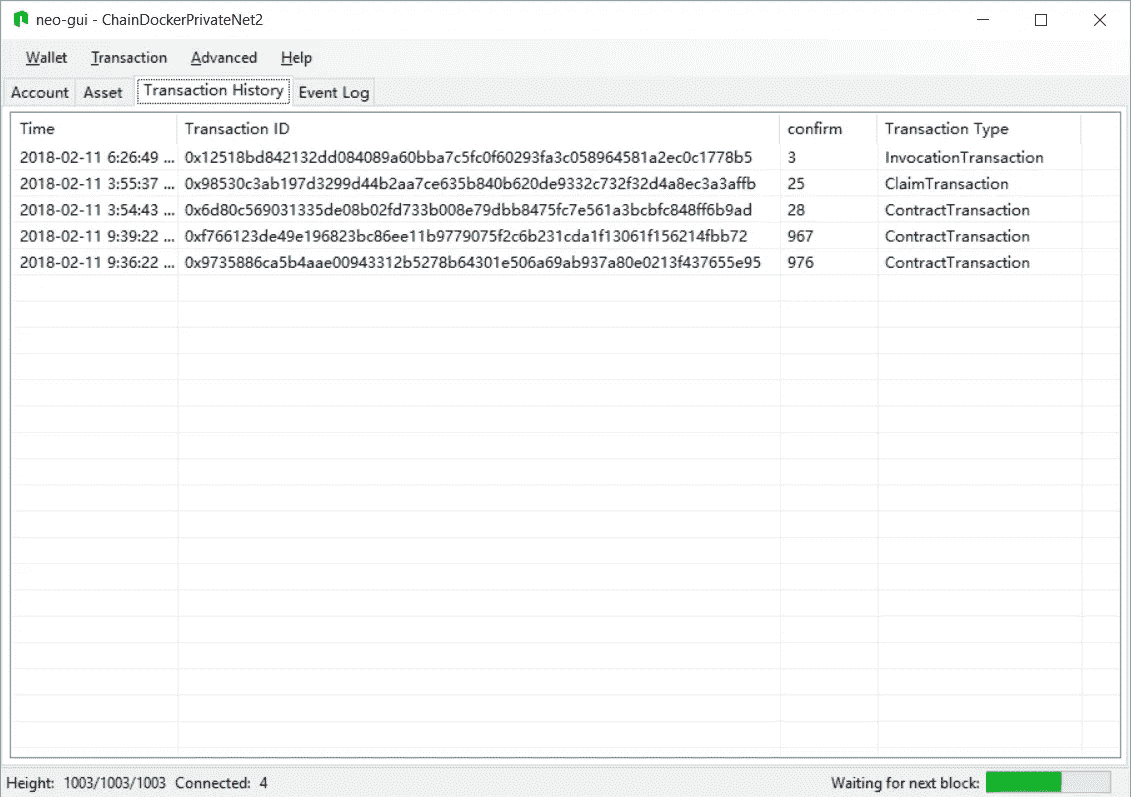 neo-gui - ChainDockerPrivateNet2
Wallet Transaction Advanced Help
Account Asset Transaction History Event Log
Time Transaction ID confirm Transaction Type
2018-02-11 6:26:49 ... 0x12518bd842132dd084089a60bba7c5fc0f60293fa3c058964581a2ec0c1778b5 3 InvocationTransaction
2018-02-11 3:55:37 ... 0x98530c3ab197d3299d44b2aa7ce635b840b620de9332c732f32d4a8ec3a3affb 25 ClaimTransaction
2018-02-11 3:54:43 ... 0x6d80c569031335de08b02fd733b008e79dbb8475fc7e561a3bcbfc848ff6b9ad 28 ContractTransaction
2018-02-11 9:39:22 ... 0xf766123de49e196823bc86ee11b9779075f2c6b231cda1f13061f156214fbb72 967 ContractTransaction
2018-02-11 9:36:22 ... 0x9735886ca5b4aae00943312b5278b64301e506a69ab937a80e0213f437655e95 976 ContractTransaction
Height: 1003/1003/1003 Connected: 4 Waiting for next block: